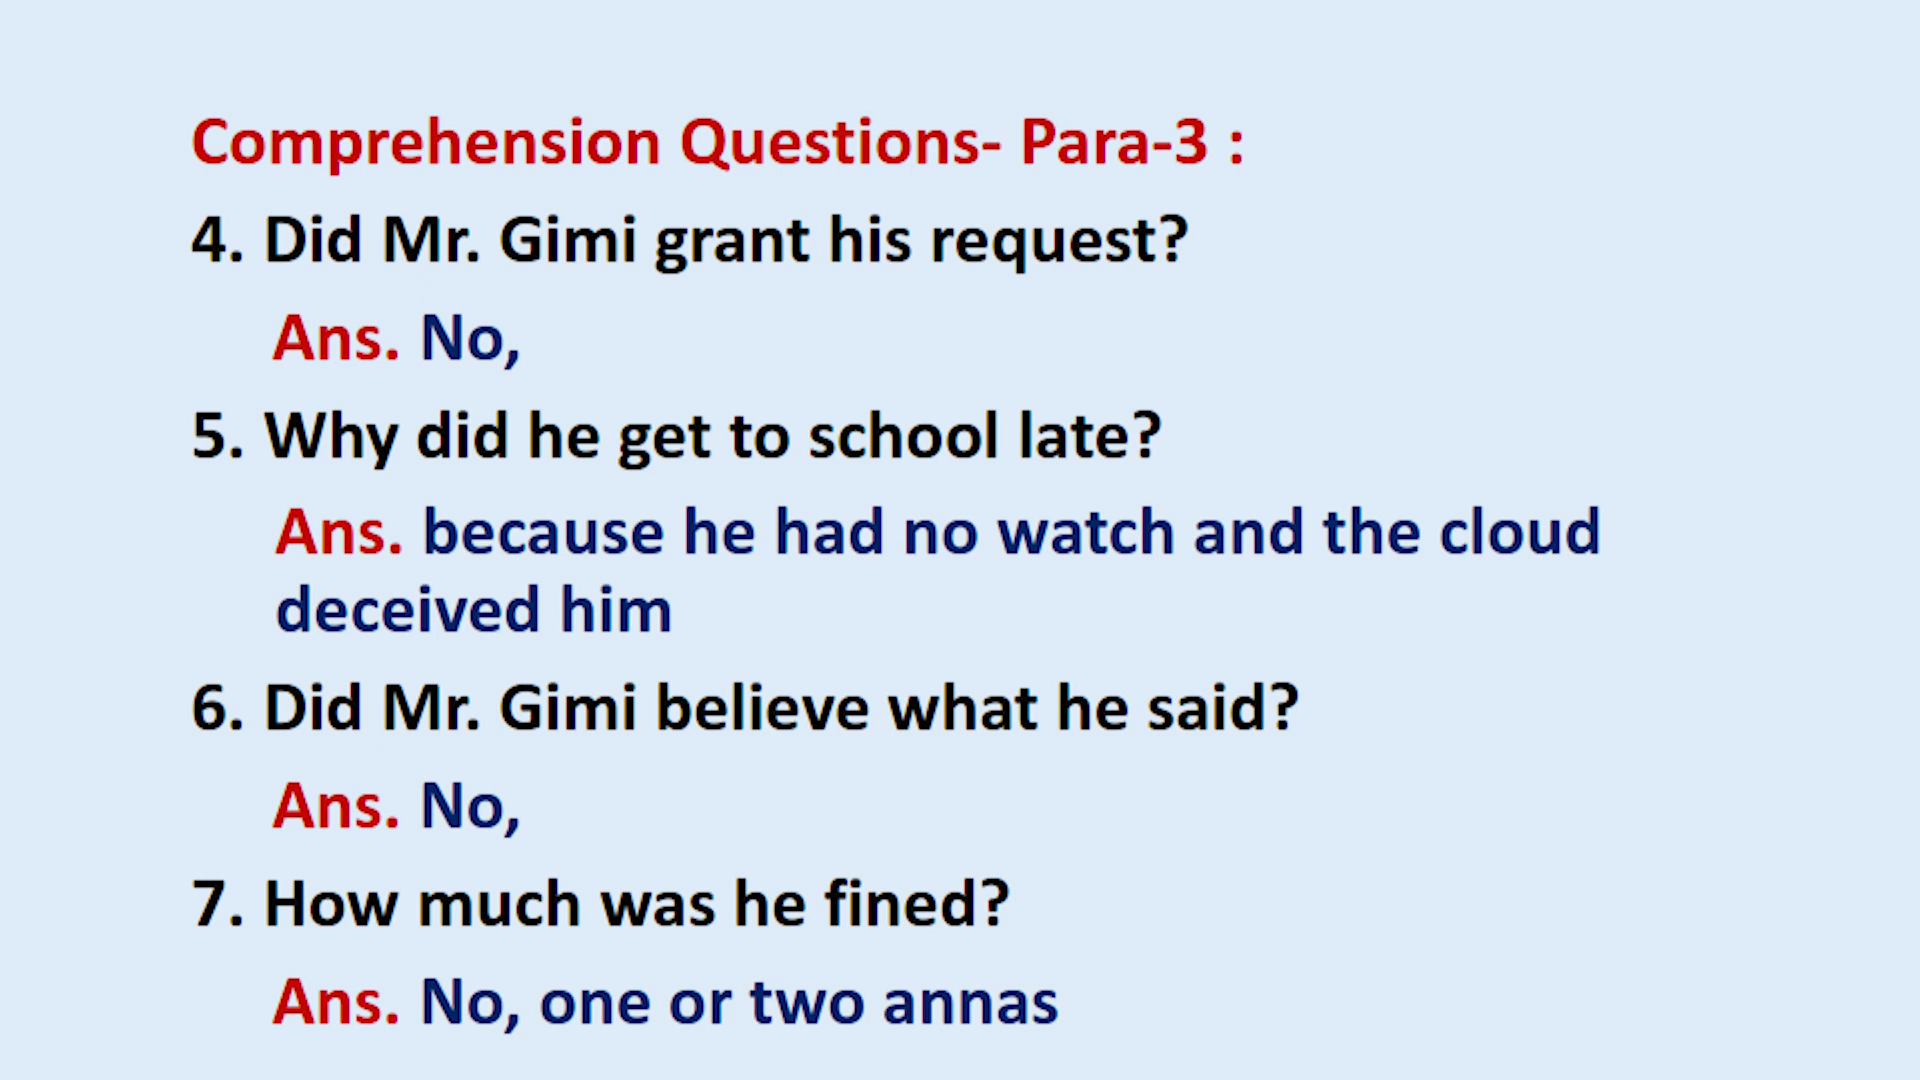 Comprehension Questions- Para-3 :
4. Did Mr. Gimi grant his request?
Ans. No,
5. Why did he get to school late?
Ans. because he had no watch and the cloud
deceived him
6. Did Mr. Gimi believe what he said?
Ans. No,
7. How much was he fined?
Ans. No, one or two annas